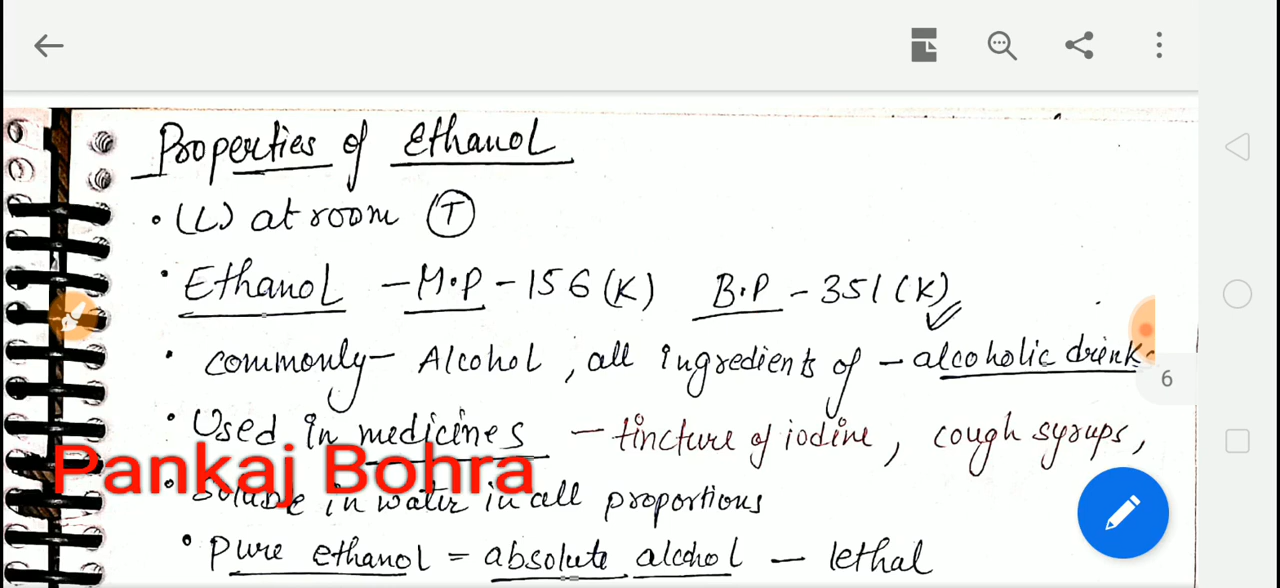 Properties of Ethanol
• (L) at room (T)
• Ethanol – M.P – 156 (K) B.P – 351 (K)
6
• commonly – Alcohol, all ingredients of – alcoholic drink
• Used in medicines – tincture of iodine, cough syrups,
Pankaj Bohra
• Soluble in water in all proportions
• Pure ethanol = absolute alcohol – lethal